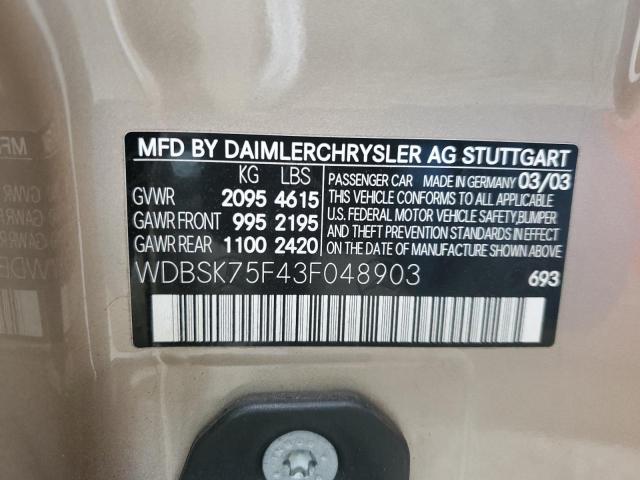 MFD BY DAIMLERCHRYSLER AG STUTTGART
KG LBS
GVWR 2095 4615
GAWR FRONT 995 2195
GAWR REAR 1100 2420
PASSENGER CAR MADE IN GERMANY 03/03
THIS VEHICLE CONFORMS TO ALL APPLICABLE
U.S. FEDERAL MOTOR VEHICLE SAFETY, BUMPER
AND THEFT PREVENTION STANDARDS IN EFFECT
ON THE DATE OF MANUFACTURE SHOWN ABOVE.
WDBSK75F43F048903
693